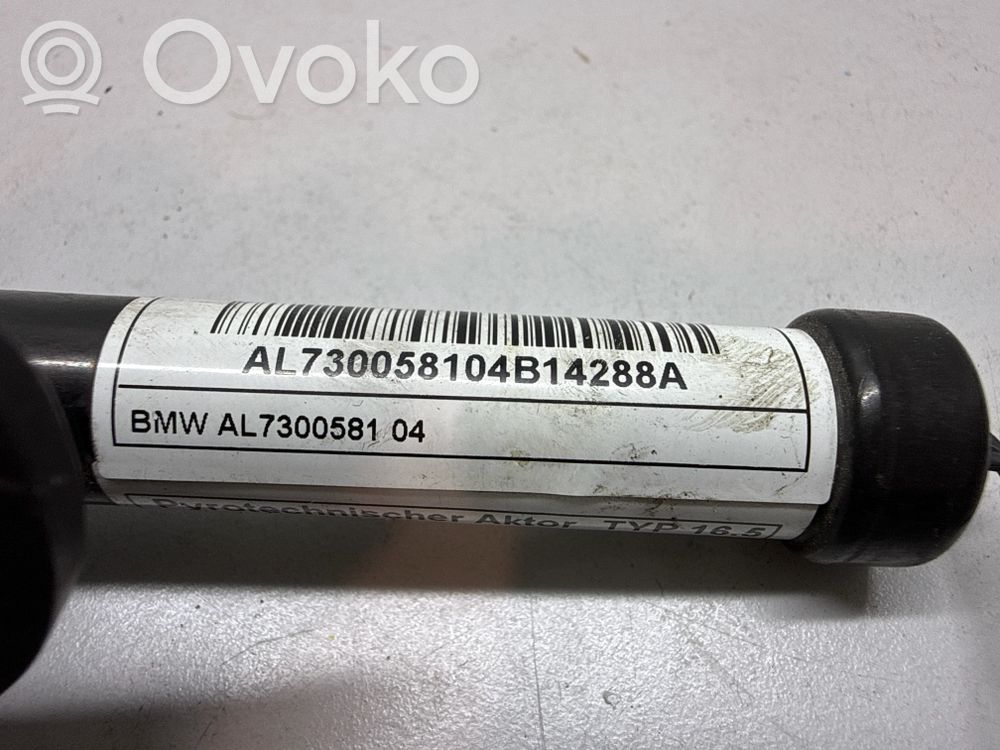 Ovoko
AL730058104B14288A
BMW AL7300581 04
Pyrotechnischer Aktor TYP 16.5